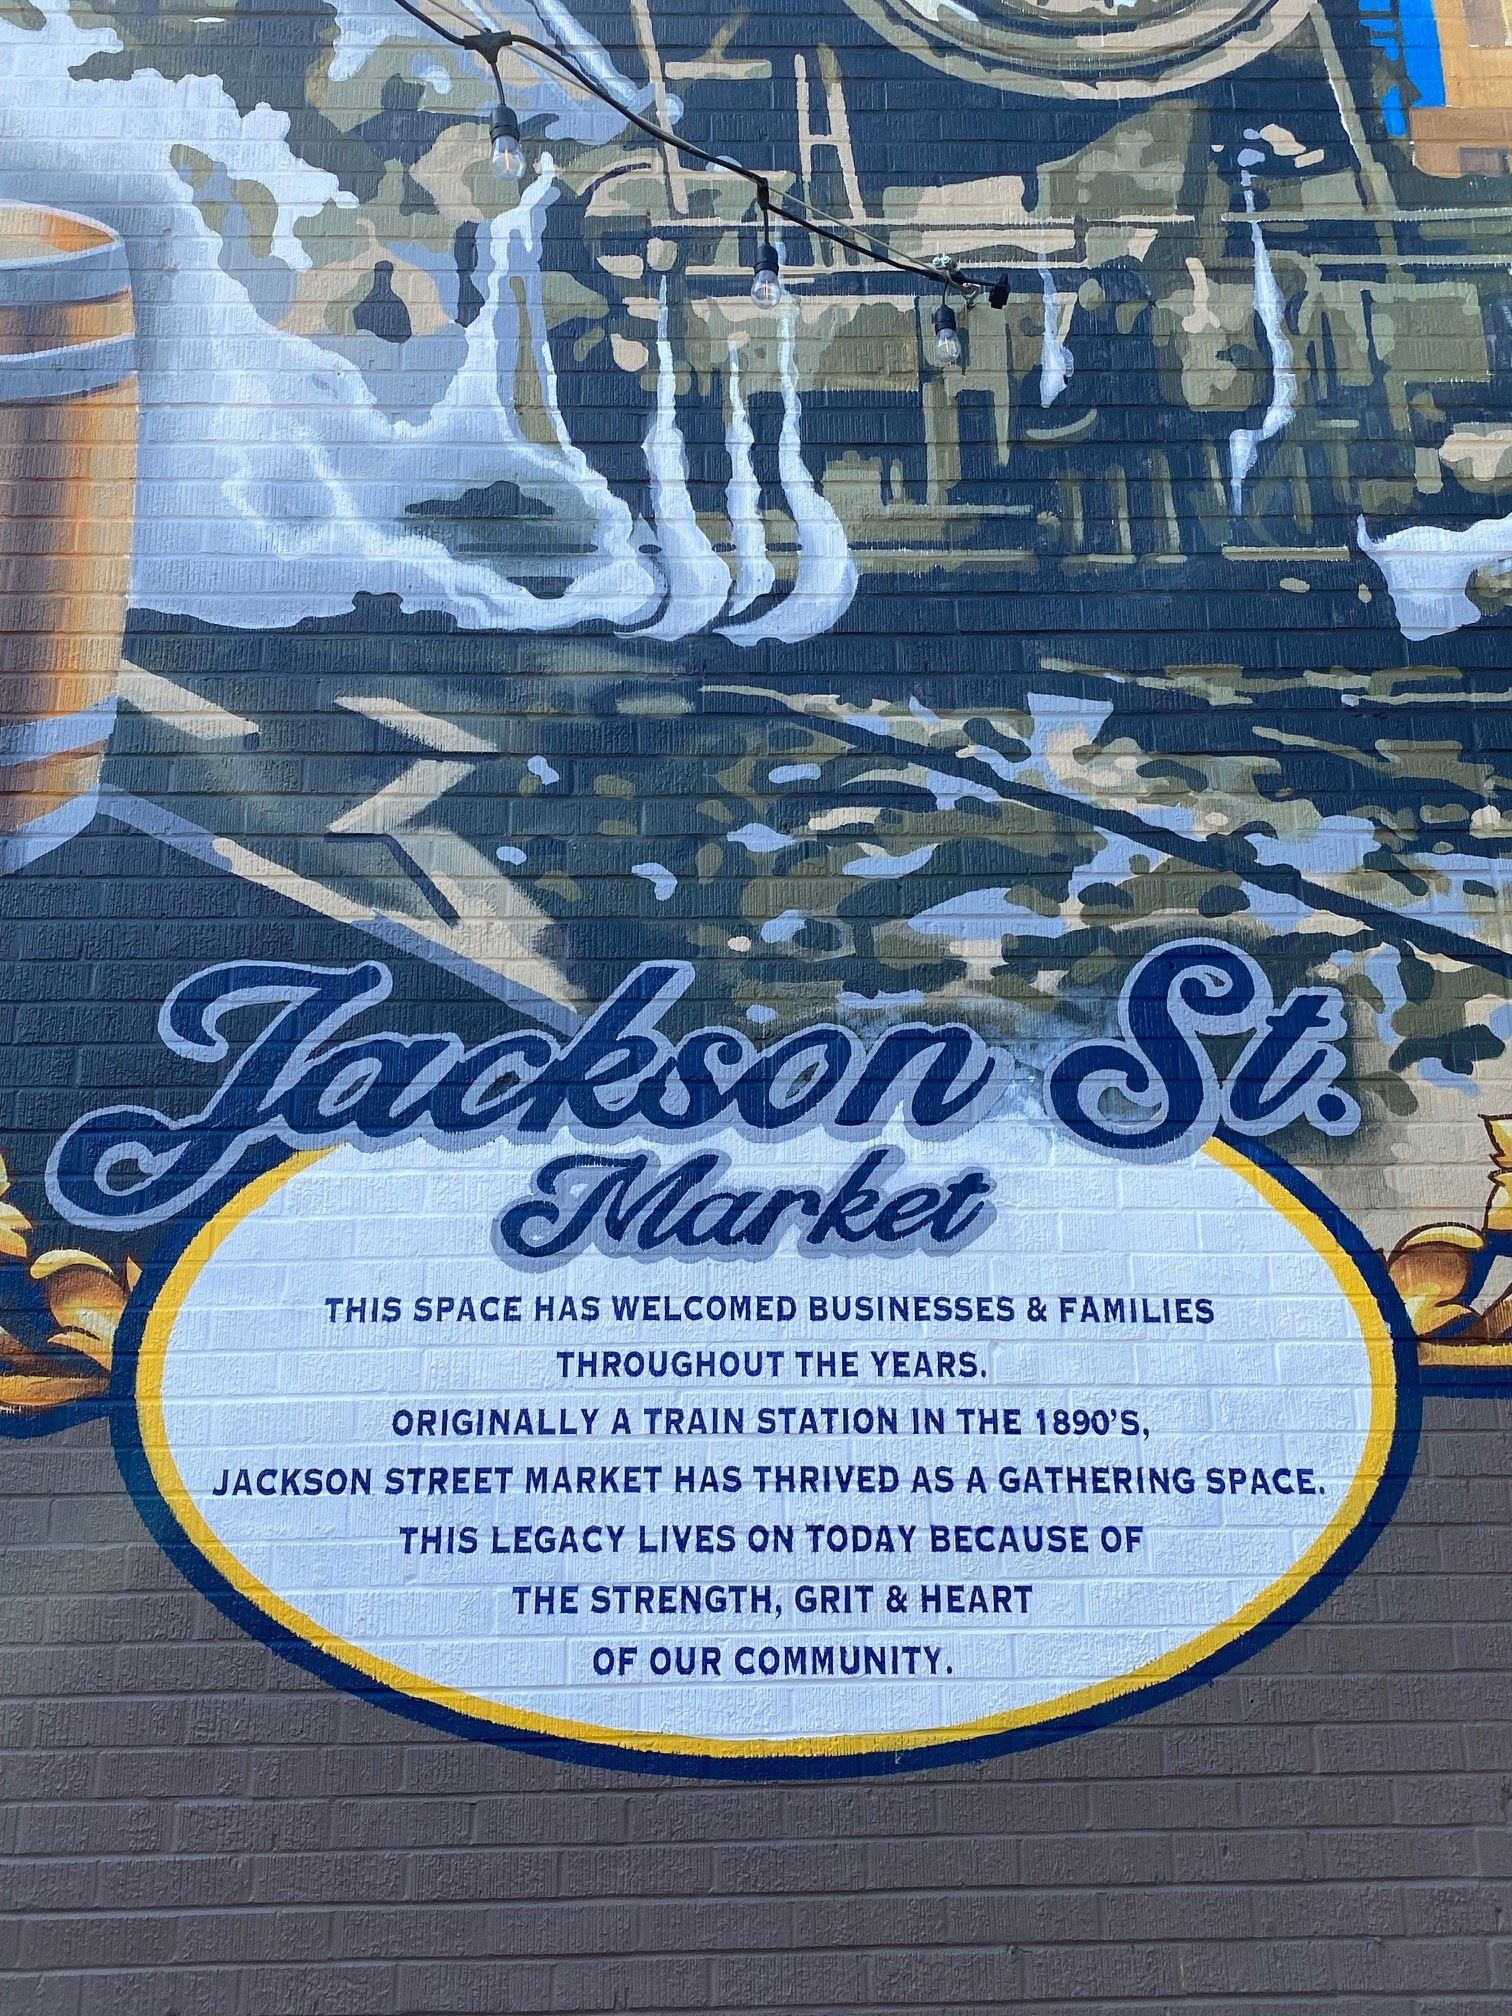 Jackson St.
Market
THIS SPACE HAS WELCOMED BUSINESSES & FAMILIES
THROUGHOUT THE YEARS.
ORIGINALLY A TRAIN STATION IN THE 1890'S,
JACKSON STREET MARKET HAS THRIVED AS A GATHERING SPACE.
THIS LEGACY LIVES ON TODAY BECAUSE OF
THE STRENGTH, GRIT & HEART
OF OUR COMMUNITY.